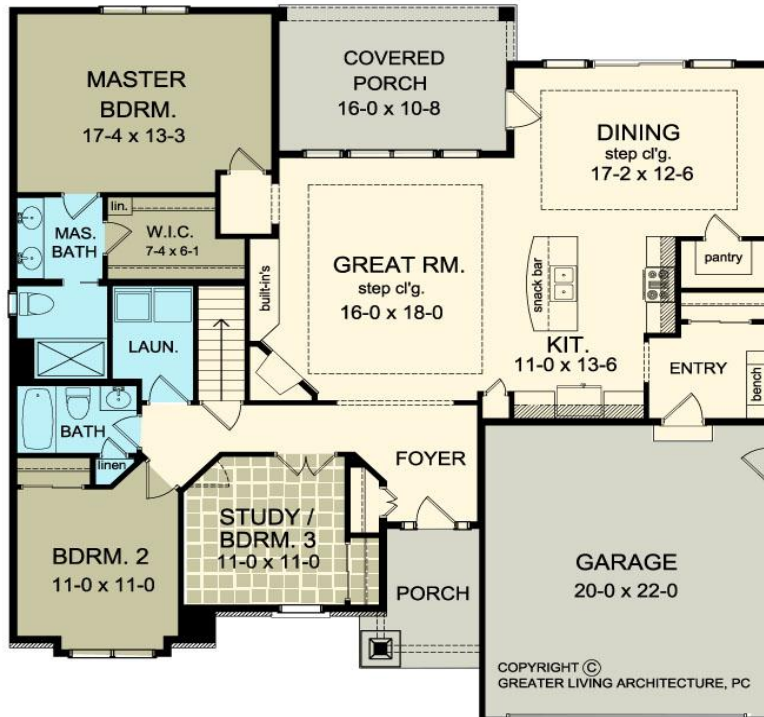 MASTER
BDRM.
17-4 x 13-3
COVERED
PORCH
16-0 x 10-8
DINING
step cl'g.
17-2 x 12-6
lin.
MAS.
BATH
W.I.C.
7-4 x 6-1
built-in's
GREAT RM.
step cl'g.
16-0 x 18-0
snack bar
pantry
LAUN.
KIT.
11-0 x 13-6
ENTRY
bench
BATH
linen
FOYER
BDRM. 2
11-0 x 11-0
STUDY /
BDRM. 3
11-0 x 11-0
PORCH
GARAGE
20-0 x 22-0
COPYRIGHT ©
GREATER LIVING ARCHITECTURE, PC